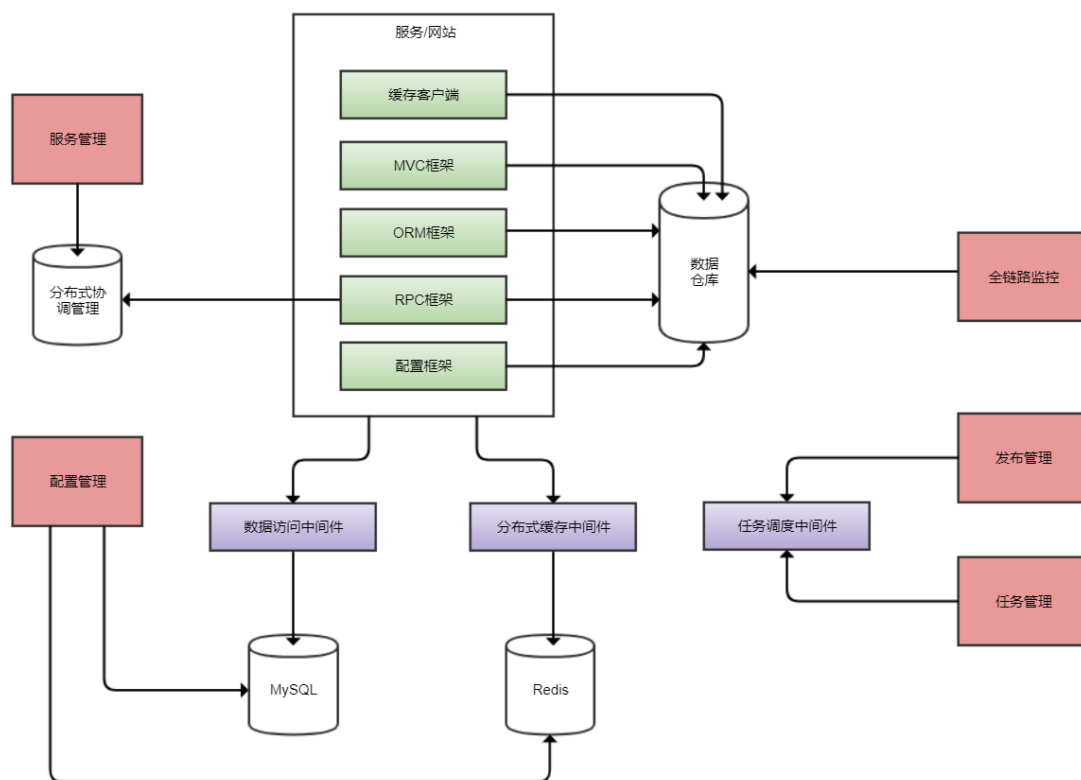 服务/网站
缓存客户端
服务管理
MVC框架
ORM框架
数据
仓库
全链路监控
分布式协
调管理
RPC框架
配置框架
配置管理
发布管理
数据访问中间件
分布式缓存中间件
任务调度中间件
任务管理
MySQL
Redis